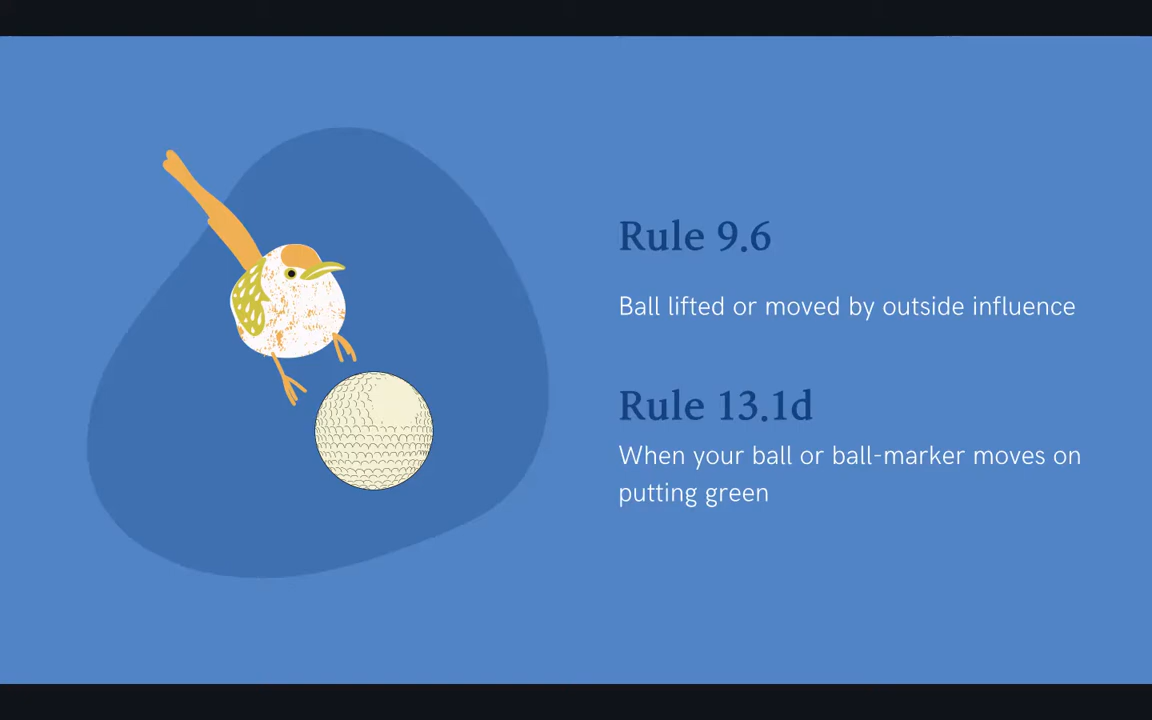 Rule 9.6
Ball lifted or moved by outside influence
Rule 13.1d
When your ball or ball-marker moves on
putting green